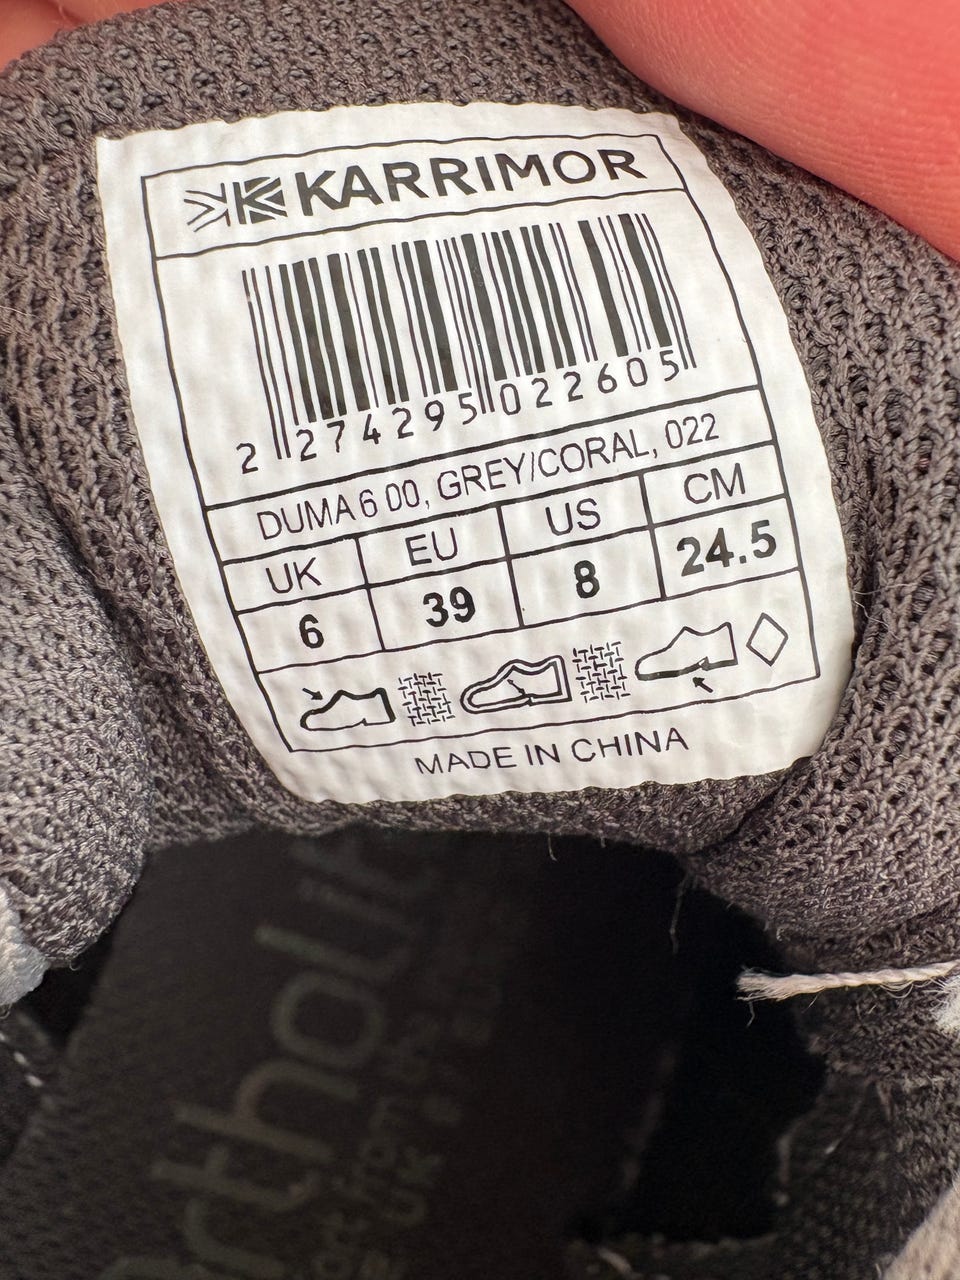 KARRIMOR
2 274295 022605
DUMA 6 00, GREY/CORAL, 022
UK EU US CM
6 39 8 24.5
MADE IN CHINA